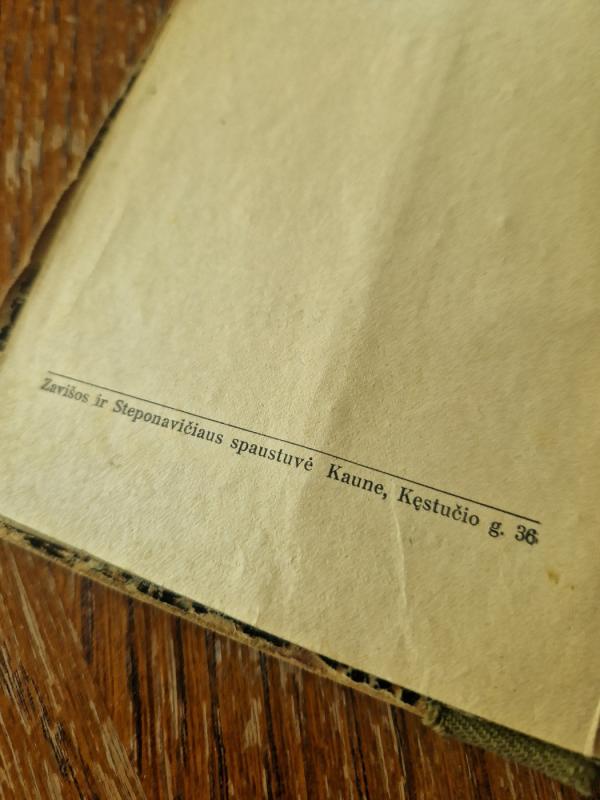 Zavišos ir Steponavičiaus spaustuvė Kaune, Kęstučio g. 36